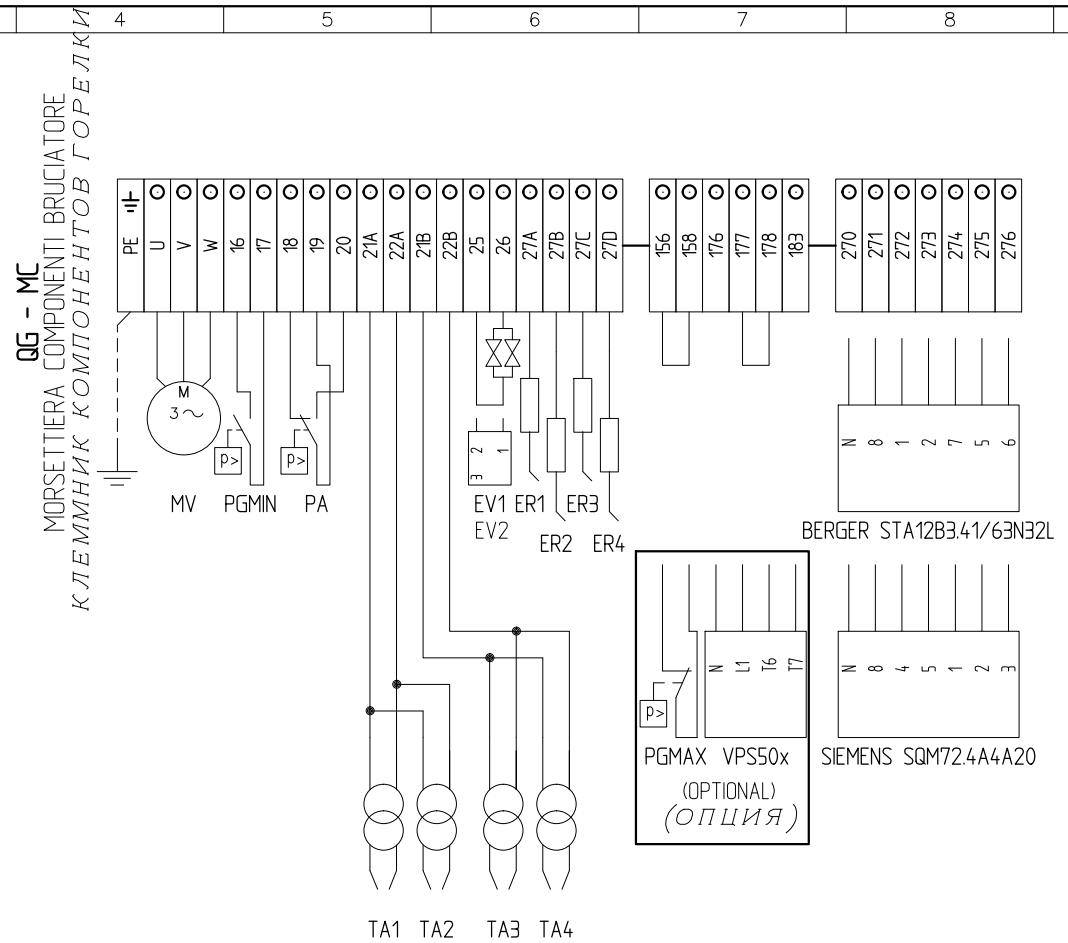 4 5 6 7 8
QG - MC
MORSETTIERA COMPONENTI BRUCIATORE
КЛЕММНИК КОМПОНЕНТОВ ГОРЕЛКИ
PE U V W 16 17 18 19 20 21A 22A 21B 22B 25 26 27A 27B 27C 27D 156 158 176 177 178 183 270 271 272 273 274 275 276
M
3~
P> P>
3 2 1
N 8 1 2 7 5 6
MV PGMIN PA EV1 ER1 ER3
EV2 ER2 ER4
BERGER STA12B3.41/63N32L
N L1 T6 T7
N 8 4 5 1 2 3
P>
PGMAX VPS50x
SIEMENS SQM72.4A4A20
(OPTIONAL)
(ОПЦИЯ)
TA1 TA2 TA3 TA4